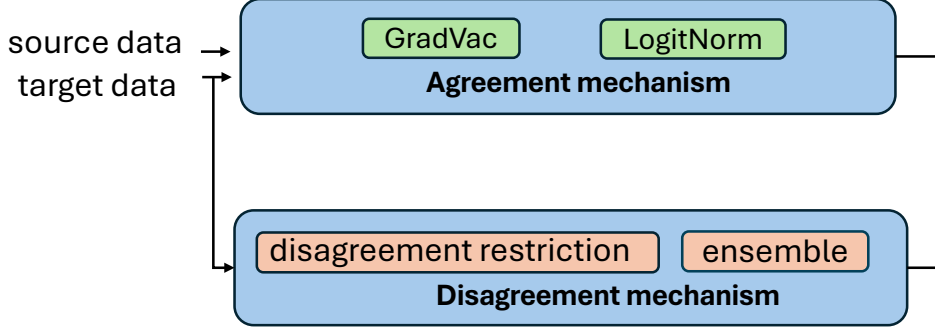 source data
target data
GradVac
LogitNorm
Agreement mechanism
disagreement restriction
ensemble
Disagreement mechanism